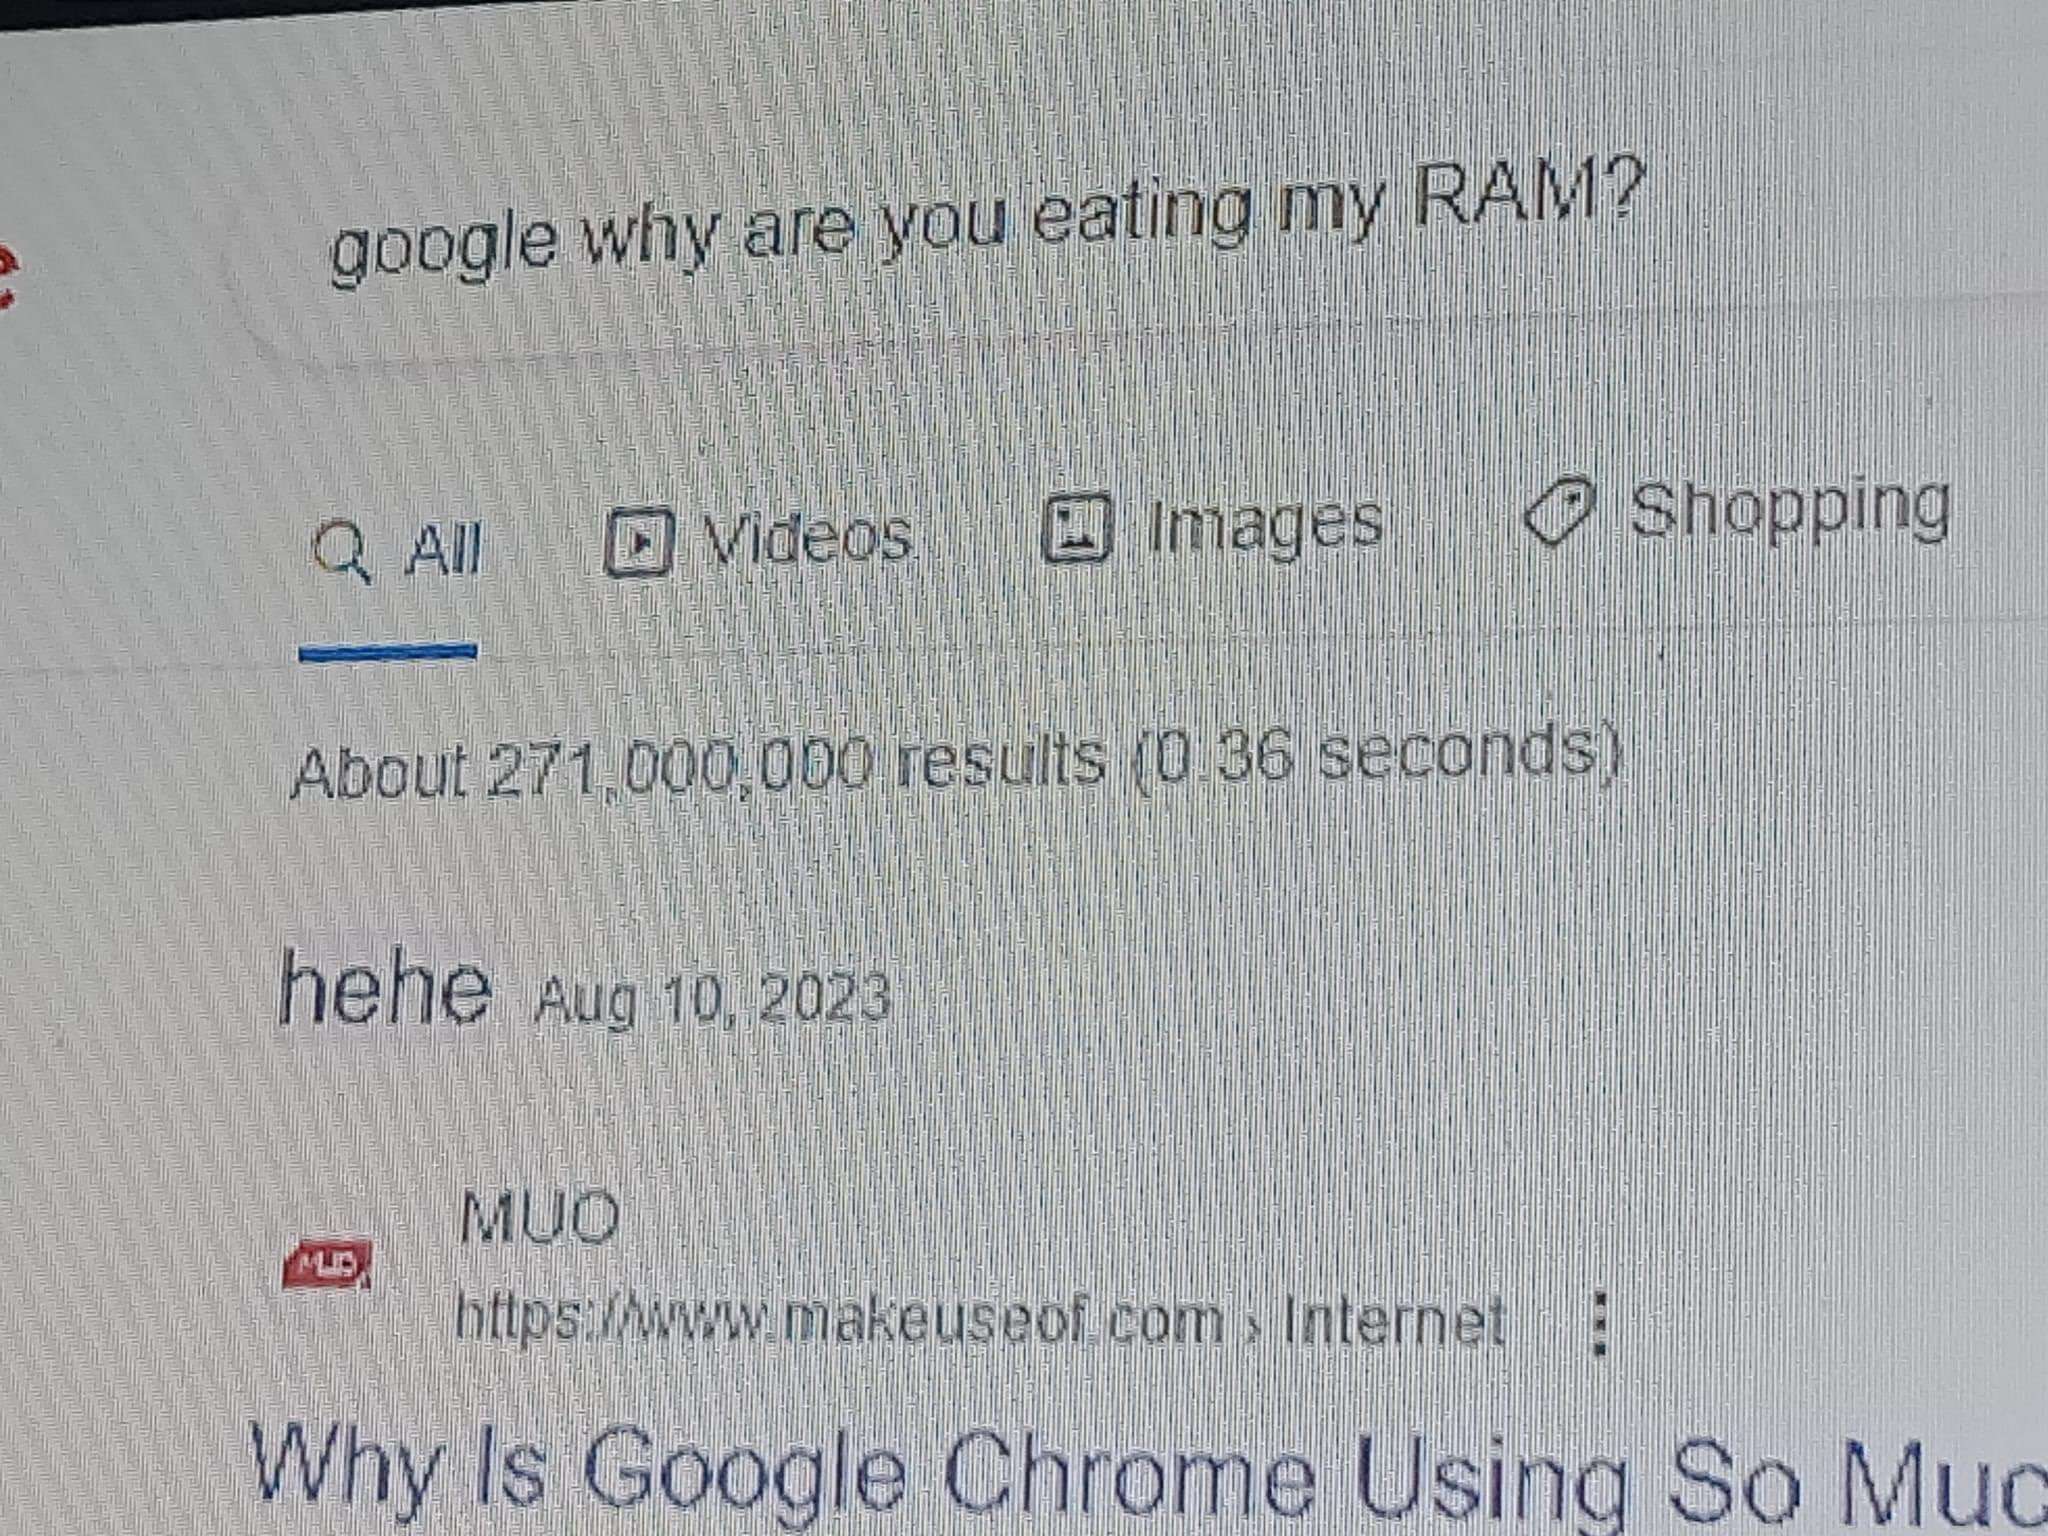 google why are you eating my RAM?
All Videos Images Shopping
About 271,000,000 results (0.36 seconds)
hehe Aug 10, 2023
MUO
MUO
https://www.makeuseof.com › Internet
Why Is Google Chrome Using So Muc